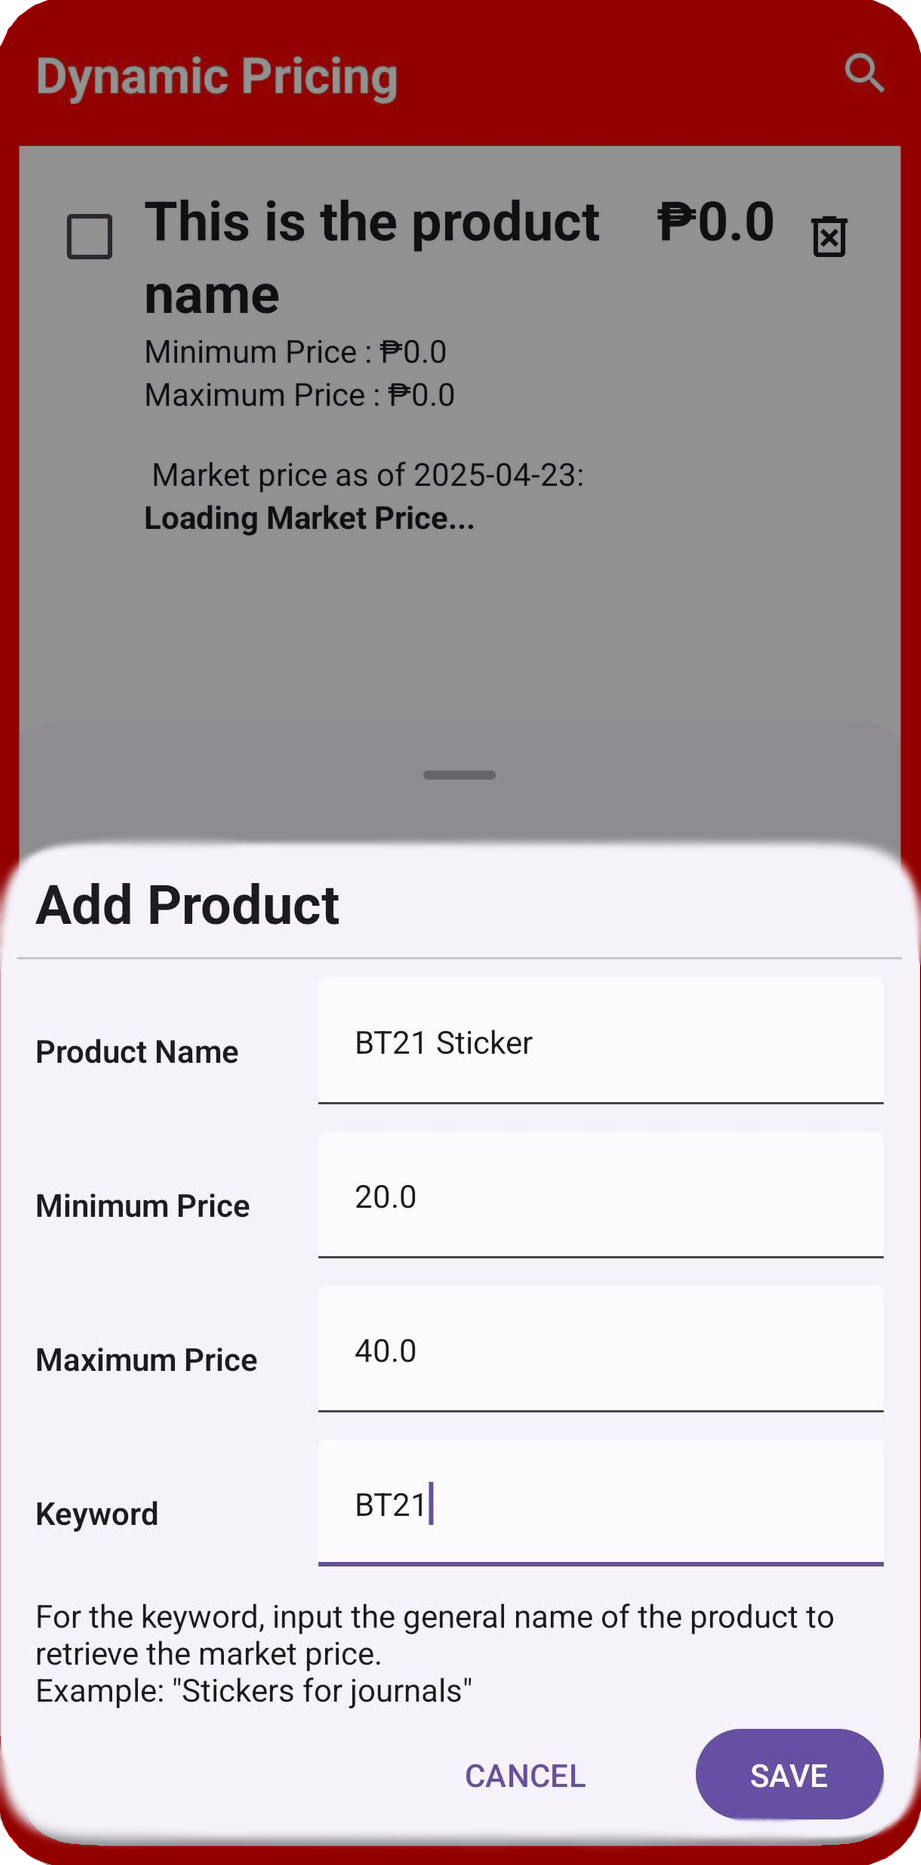 Dynamic Pricing
This is the product ₱0.0
name
Minimum Price : ₱0.0
Maximum Price : ₱0.0
Market price as of 2025-04-23:
Loading Market Price...
Add Product
Product Name BT21 Sticker
Minimum Price 20.0
Maximum Price 40.0
Keyword BT21
For the keyword, input the general name of the product to
retrieve the market price.
Example: "Stickers for journals"
CANCEL SAVE